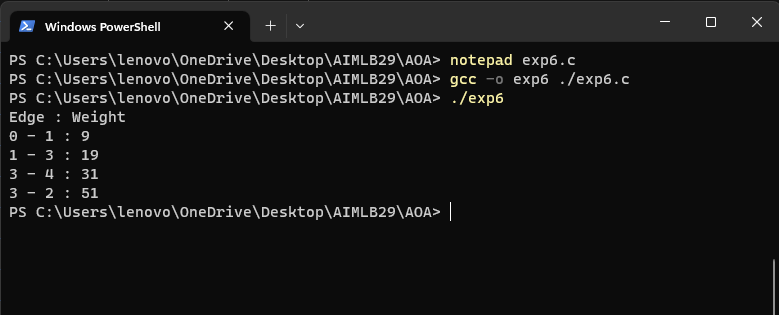 Windows PowerShell
PS C:\Users\lenovo\OneDrive\Desktop\AIMLB29\AOA> notepad exp6.c
PS C:\Users\lenovo\OneDrive\Desktop\AIMLB29\AOA> gcc -o exp6 ./exp6.c
PS C:\Users\lenovo\OneDrive\Desktop\AIMLB29\AOA> ./exp6
Edge : Weight
0 - 1 : 9
1 - 3 : 19
3 - 4 : 31
3 - 2 : 51
PS C:\Users\lenovo\OneDrive\Desktop\AIMLB29\AOA>